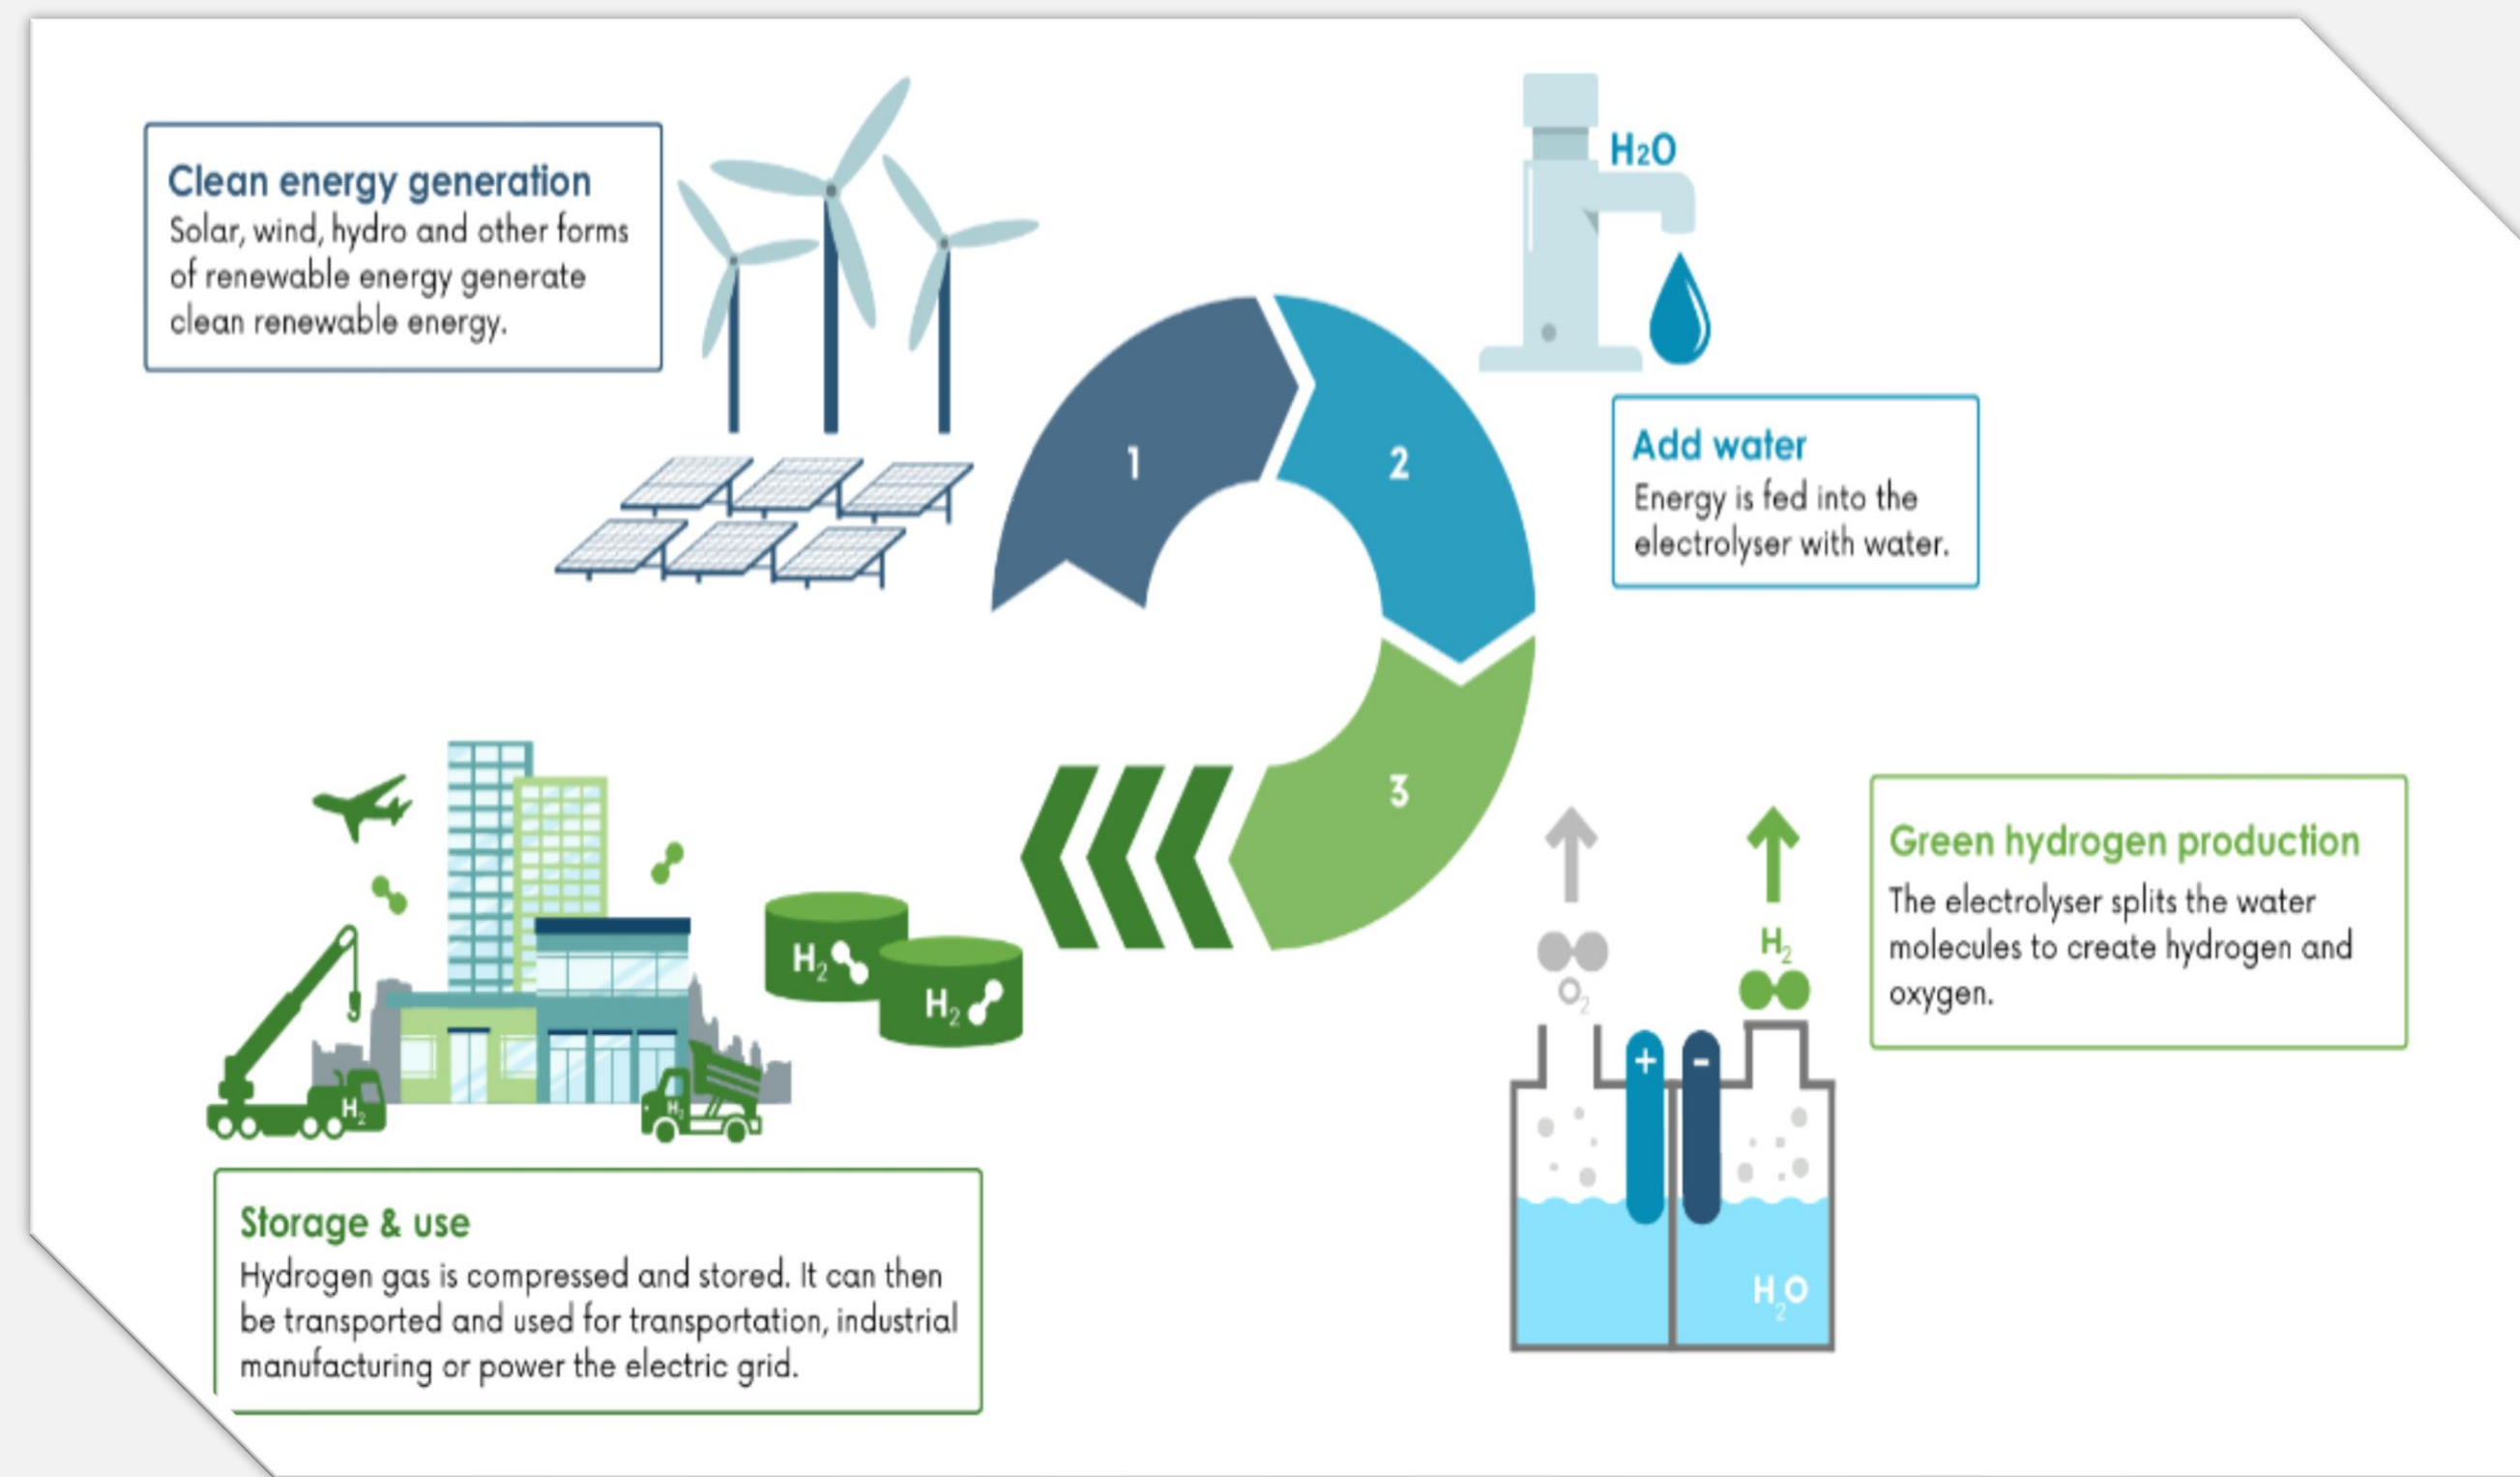 Clean energy generation
Solar, wind, hydro and other forms
of renewable energy generate
clean renewable energy.
H2O
1
2
Add water
Energy is fed into the
electrolyser with water.
3
Green hydrogen production
The electrolyser splits the water
molecules to create hydrogen and
oxygen.
O2
H2
+
-
H2O
H2
H2
H2
H2
Storage & use
Hydrogen gas is compressed and stored. It can then
be transported and used for transportation, industrial
manufacturing or power the electric grid.